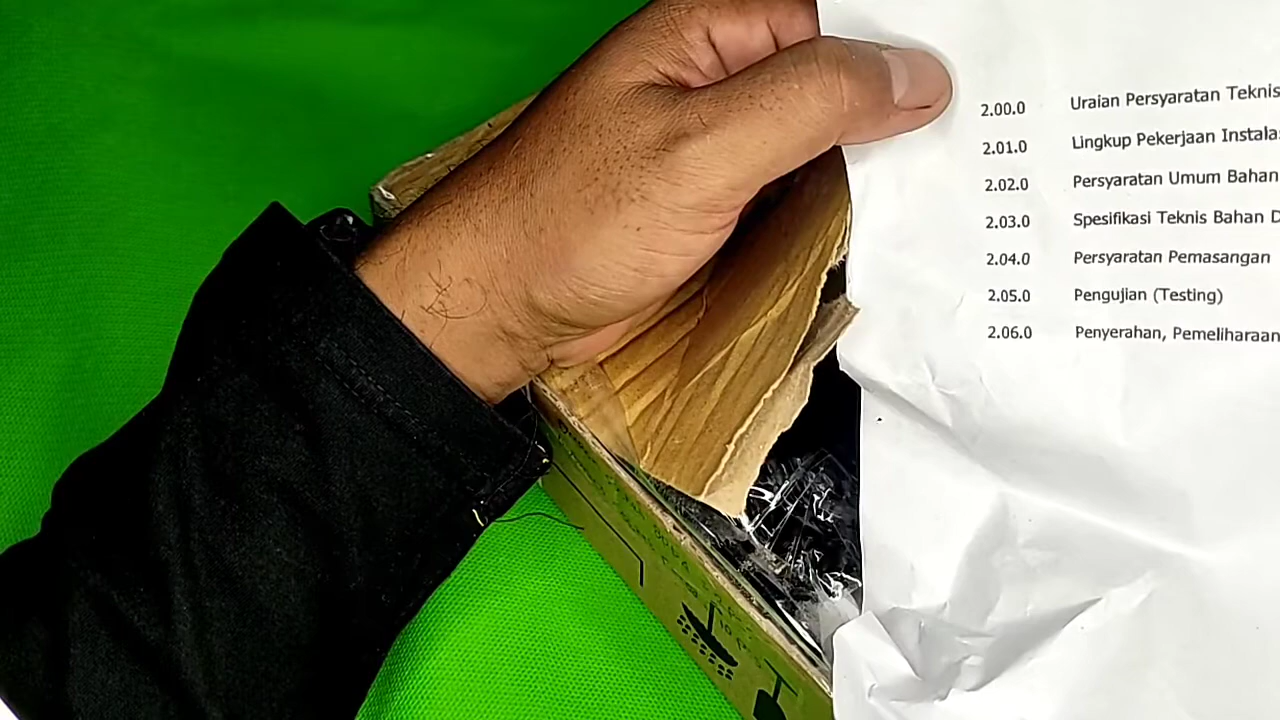 2.00.0 Uraian Persyaratan Teknis
2.01.0 Lingkup Pekerjaan Instala
2.02.0 Persyaratan Umum Bahan
2.03.0 Spesifikasi Teknis Bahan D
2.04.0 Persyaratan Pemasangan
2.05.0 Pengujian (Testing)
2.06.0 Penyerahan, Pemeliharaan